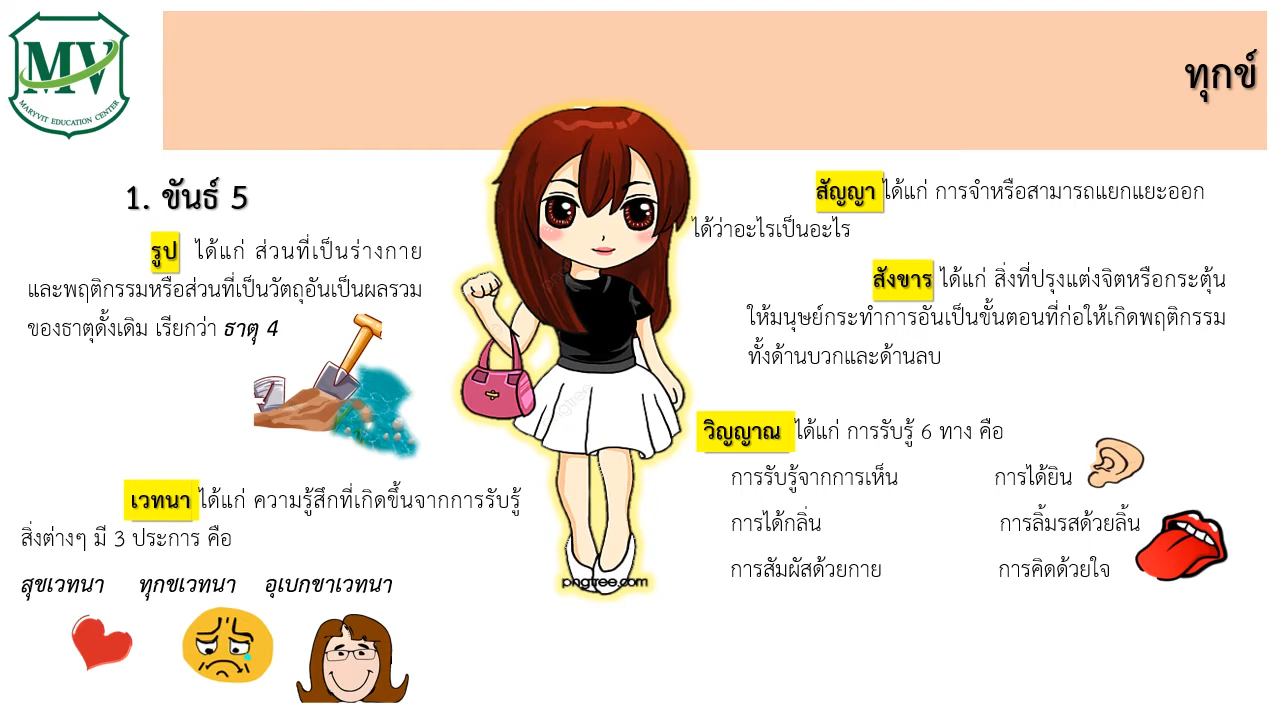 MV
MARYVIT EDUCATION CENTER
ทุกข์
1. ขันธ์ 5
รูป ได้แก่ ส่วนที่เป็นร่างกาย
และพฤติกรรมหรือส่วนที่เป็นวัตถุอันเป็นผลรวม
ของธาตุดั้งเดิม เรียกว่า ธาตุ 4
เวทนา ได้แก่ ความรู้สึกที่เกิดขึ้นจากการรับรู้
สิ่งต่างๆ มี 3 ประการ คือ
สุขเวทนา ทุกขเวทนา อุเบกขาเวทนา
สัญญา ได้แก่ การจำหรือสามารถแยกแยะออก
ได้ว่าอะไรเป็นอะไร
สังขาร ได้แก่ สิ่งที่ปรุงแต่งจิตหรือกระตุ้น
ให้มนุษย์กระทำการอันเป็นขั้นตอนที่ก่อให้เกิดพฤติกรรม
ทั้งด้านบวกและด้านลบ
วิญญาณ ได้แก่ การรับรู้ 6 ทาง คือ
การรับรู้จากการเห็น การได้ยิน
การได้กลิ่น การลิ้มรสด้วยลิ้น
การสัมผัสด้วยกาย การคิดด้วยใจ
pngtree
pngtree.com